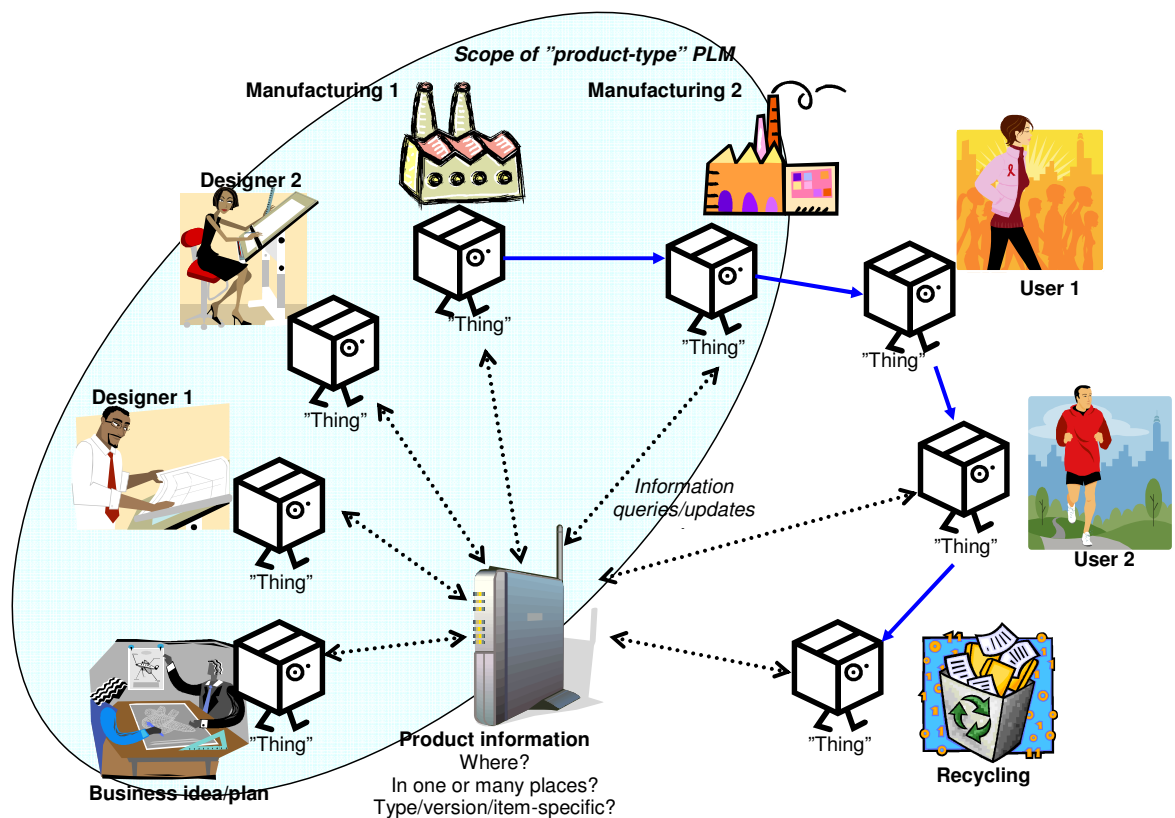 Scope of ”product-type” PLM
Manufacturing 1
Manufacturing 2
Designer 2
User 1
”Thing”
”Thing”
”Thing”
”Thing”
Designer 1
Information
queries/updates
”Thing”
”Thing”
User 2
”Thing”
”Thing”
Product information
Where?
In one or many places?
Type/version/item-specific?
Business idea/plan
Recycling